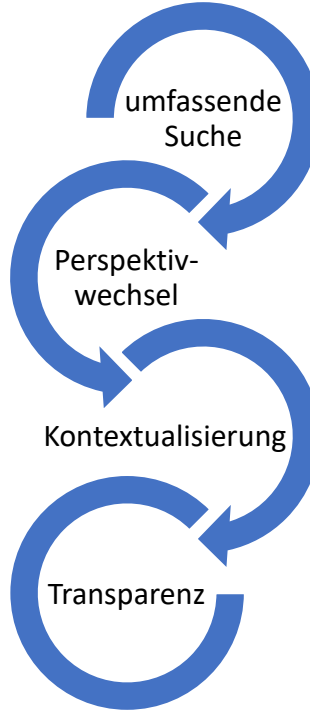 umfassende
Suche
Perspektiv-
wechsel
Kontextualisierung
Transparenz